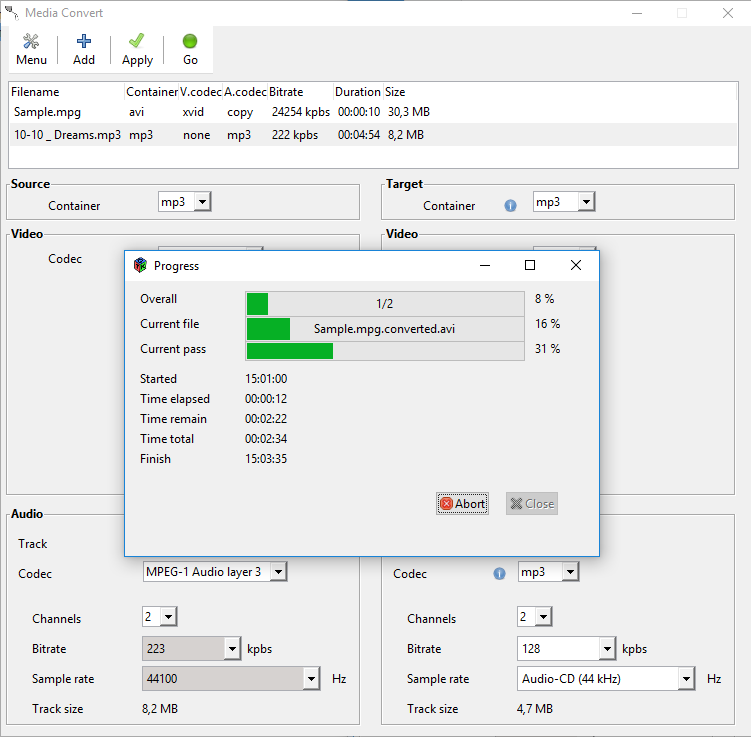 Media Convert
Menu Add Apply Go
Filename Container V.codec A.codec Bitrate Duration Size
Sample.mpg avi xvid copy 24254 kpbs 00:00:10 30,3 MB
10-10 _ Dreams.mp3 mp3 none mp3 222 kpbs 00:04:54 8,2 MB
Source Target
Container mp3 Container mp3
Video Video
Codec
Progress
Overall 1/2 8 %
Current file Sample.mpg.converted.avi 16 %
Current pass 31 %
Started 15:01:00
Time elapsed 00:00:12
Time remain 00:02:22
Time total 00:02:34
Finish 15:03:35
Abort Close
Audio
Track
Codec MPEG-1 Audio layer 3 Codec mp3
Channels 2 Channels 2
Bitrate 223 kpbs Bitrate 128 kpbs
Sample rate 44100 Hz Sample rate Audio-CD (44 kHz) Hz
Track size 8,2 MB Track size 4,7 MB